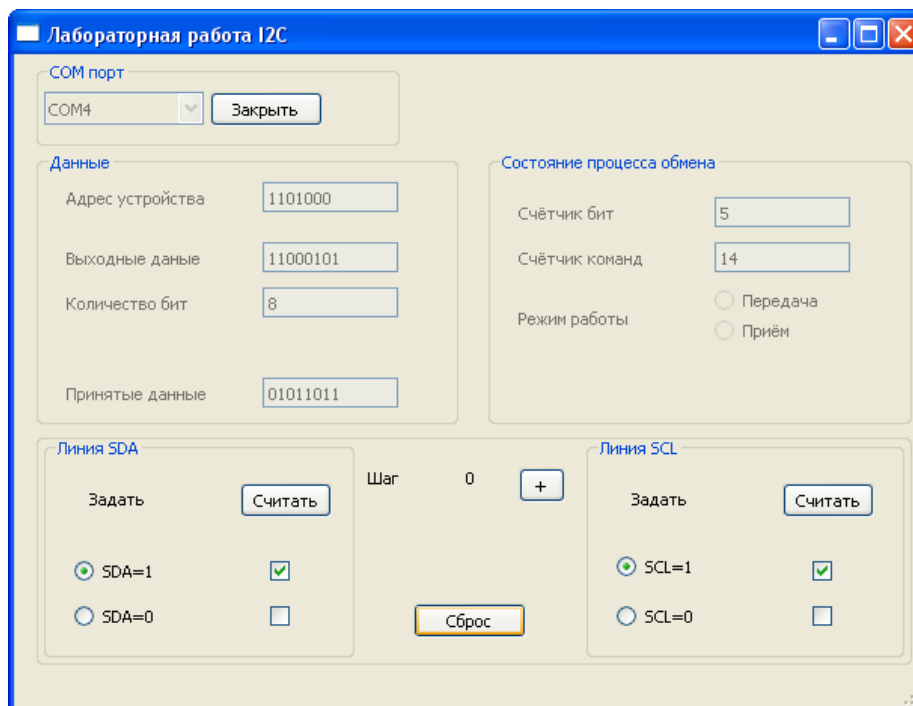 Лабораторная работа I2C
COM порт
COM4 Закрыть
Данные
Адрес устройства 1101000
Выходные даные 11000101
Количество бит 8
Принятые данные 01011011
Состояние процесса обмена
Счётчик бит 5
Счётчик команд 14
Режим работы
Передача
Приём
Линия SDA
Задать Считать
SDA=1
SDA=0
Шаг 0 +
Сброс
Линия SCL
Задать Считать
SCL=1
SCL=0